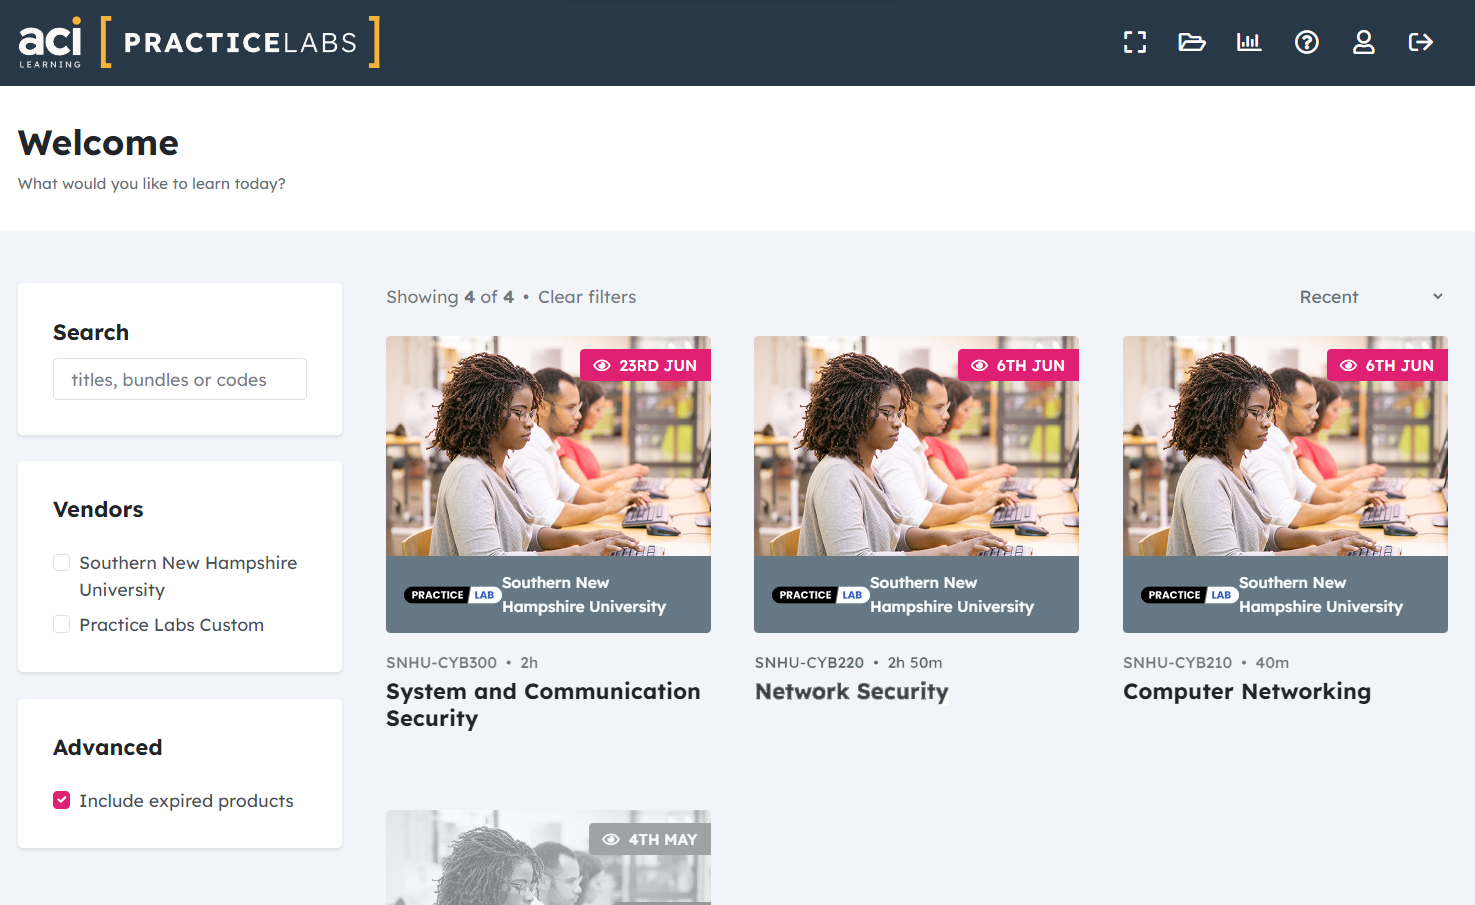 aci
LEARNING
[ PRACTICELABS ]
Welcome
What would you like to learn today?
Search
titles, bundles or codes
Vendors
Southern New Hampshire
University
Practice Labs Custom
Advanced
Include expired products
Showing 4 of 4 • Clear filters
Recent
23RD JUN
PRACTICE LAB
Southern New
Hampshire University
SNHU-CYB300 • 2h
System and Communication
Security
6TH JUN
PRACTICE LAB
Southern New
Hampshire University
SNHU-CYB220 • 2h 50m
Network Security
6TH JUN
PRACTICE LAB
Southern New
Hampshire University
SNHU-CYB210 • 40m
Computer Networking
4TH MAY